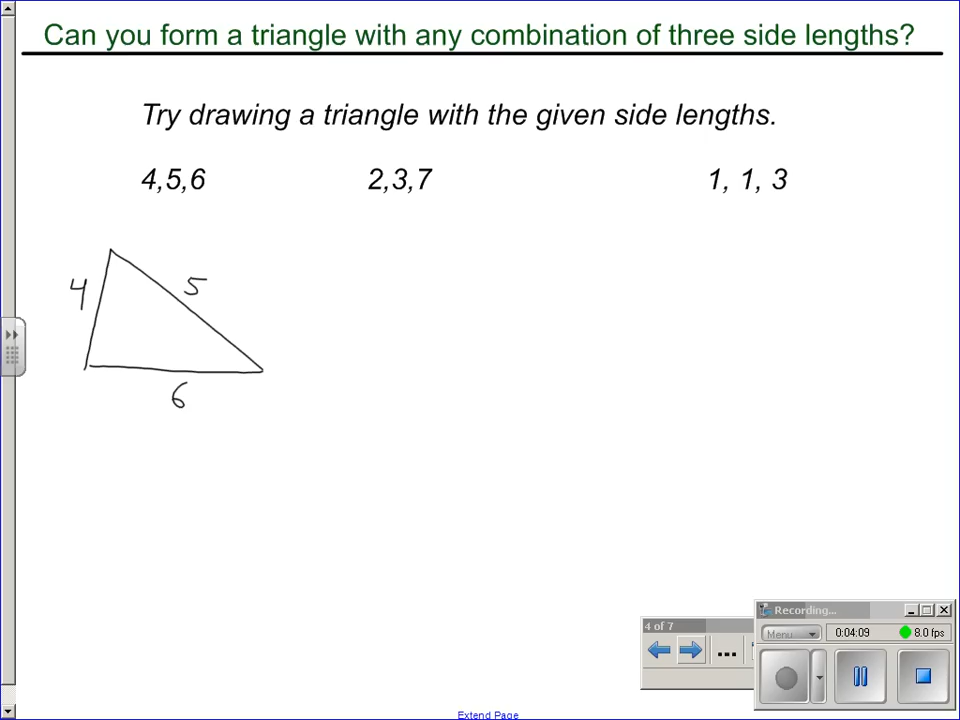 Can you form a triangle with any combination of three side lengths?
Try drawing a triangle with the given side lengths.
4,5,6 2,3,7 1, 1, 3
4 5
6
Recording...
4 of 7
Menu 0:04:09 8.0 fps
...
Extend Page